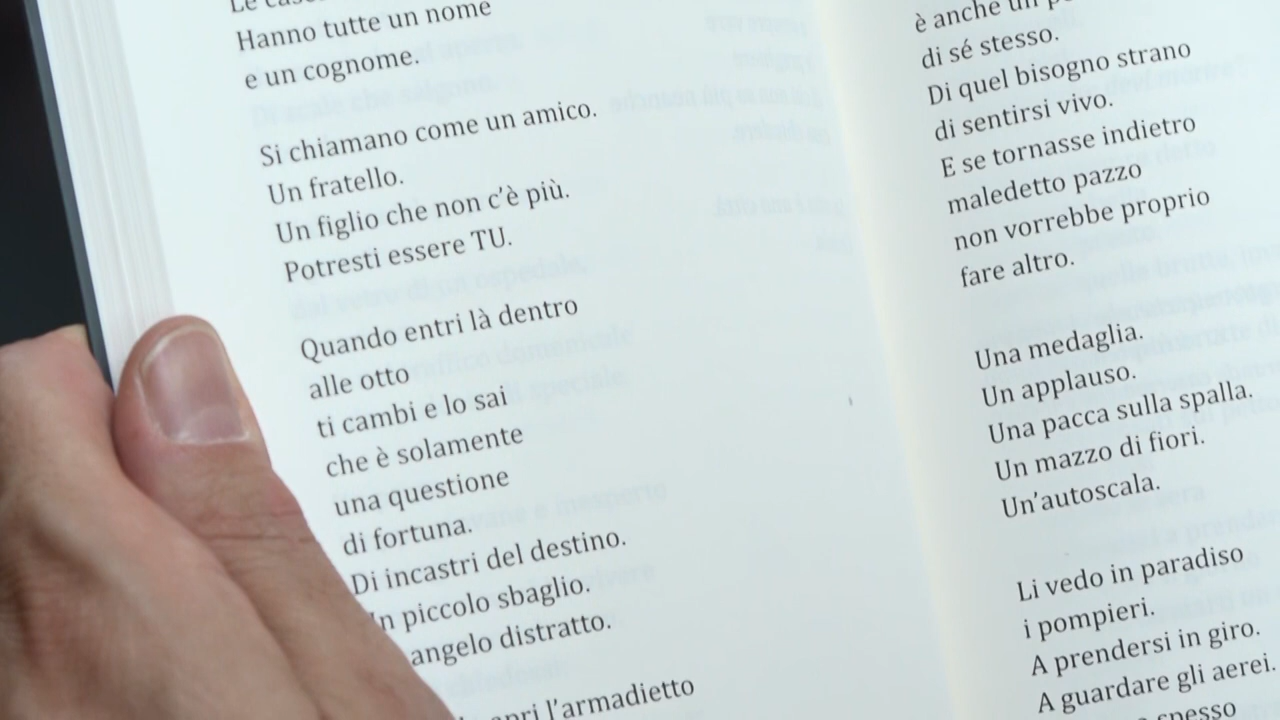 Le
Hanno tutte un nome
e un cognome.
Si chiamano come un amico.
Un fratello.
Un figlio che non c'è più.
Potresti essere TU.
Quando entri là dentro
alle otto
ti cambi e lo sai
che è solamente
una questione
di fortuna.
Di incastri del destino.
piccolo sbaglio.
angelo distratto.
apri l'armadietto
è anche un
di sé stesso.
Di quel bisogno strano
di sentirsi vivo.
E se tornasse indietro
maledetto pazzo
non vorrebbe proprio
fare altro.
Una medaglia.
Un applauso.
Una pacca sulla spalla.
Un mazzo di fiori.
Un'autoscala.
Li vedo in paradiso
i pompieri.
A prendersi in giro.
A guardare gli aerei.
spesso